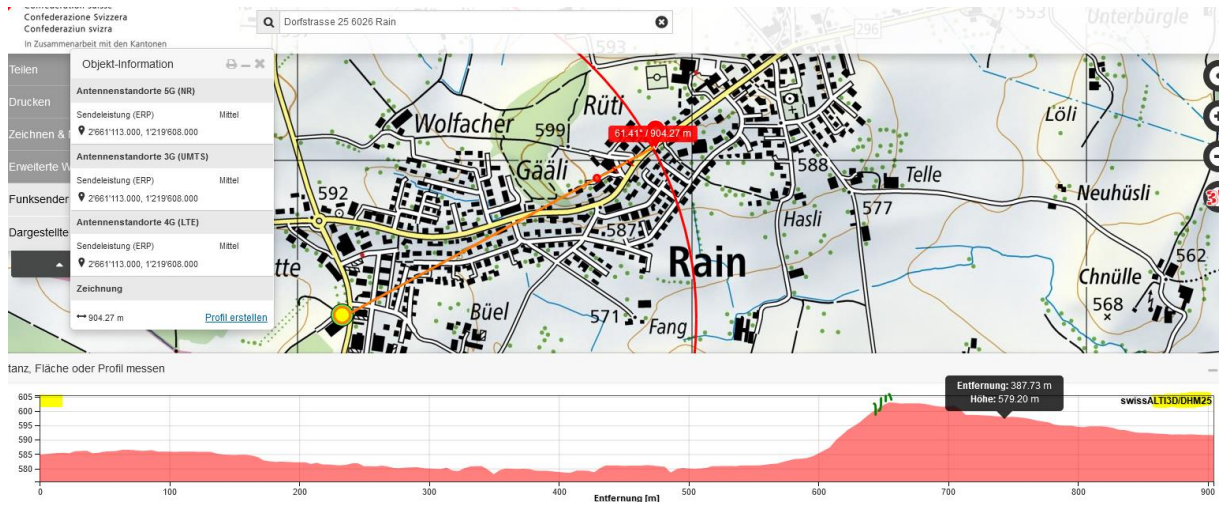 Confederazione Svizzera
Confederaziun svizra
In Zusammenarbeit mit den Kantonen
Dorfstrasse 25 6026 Rain
Teilen
Drucken
Zeichnen &
Erweiterte W
Funksender
Dargestellte
Objekt-Information
Antennenstandorte 5G (NR)
Sendeleistung (ERP) Mittel
2'661'113.000, 1'219'608.000
Antennenstandorte 3G (UMTS)
Sendeleistung (ERP) Mittel
2'661'113.000, 1'219'608.000
Antennenstandorte 4G (LTE)
Sendeleistung (ERP) Mittel
2'661'113.000, 1'219'608.000
Zeichnung
904.27 m Profil erstellen
593
296
553
Unterbürgle
Rüti
Wolfacher
599
61.41° / 904.27 m
Löli
Gääli
588
Telle
592
Neuhüsli
577
Hasli
587
Rain
562
tte
Chnülle
Büel
571
Fang
568
tanz, Fläche oder Profil messen
Entfernung: 387.73 m
Höhe: 579.20 m
swissALTI3D/DHM25
605
600
595
590
585
580
0 100 200 300 400 500 600 700 800 900
Entfernung [m]